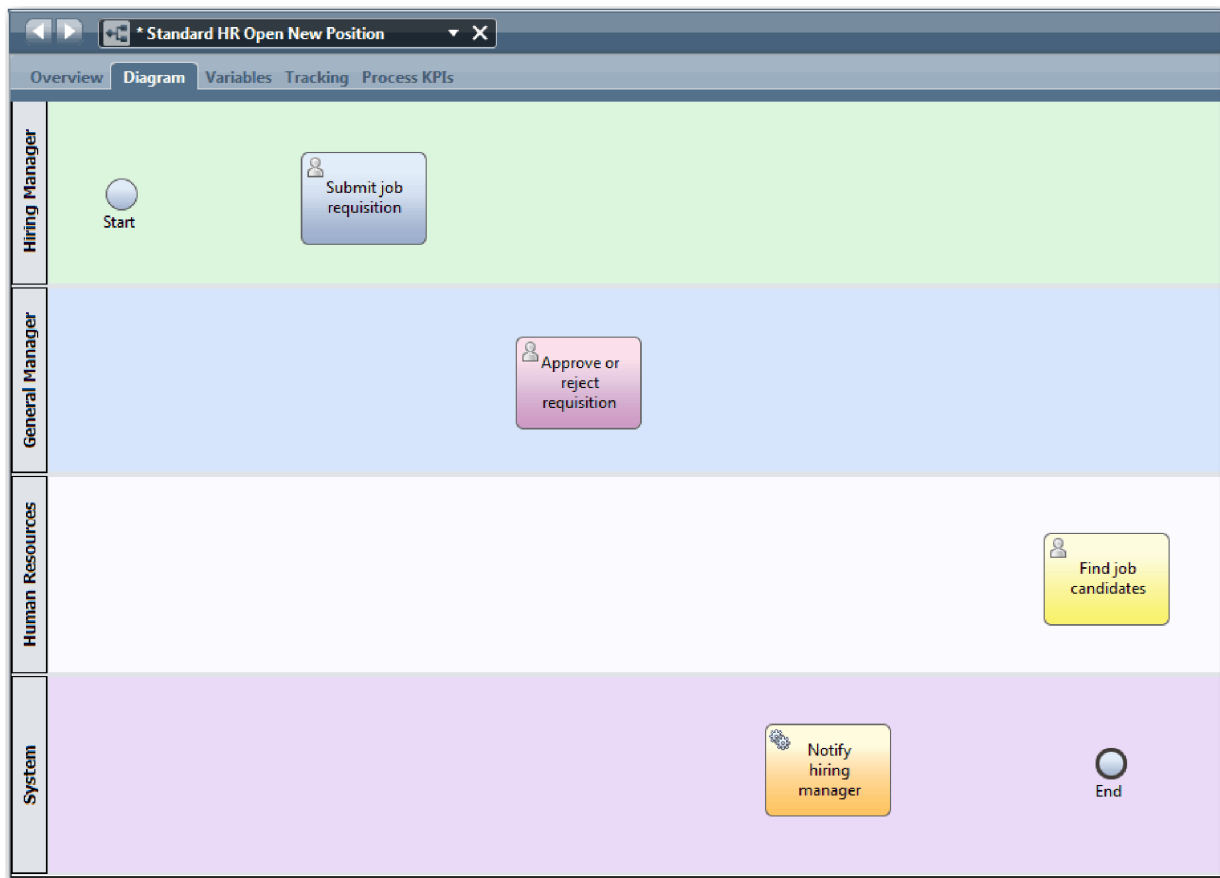 * Standard HR Open New Position
Overview Diagram Variables Tracking Process KPIs
Hiring Manager
Start
Submit job
requisition
General Manager
Approve or
reject
requisition
Human Resources
Find job
candidates
System
Notify
hiring
manager
End